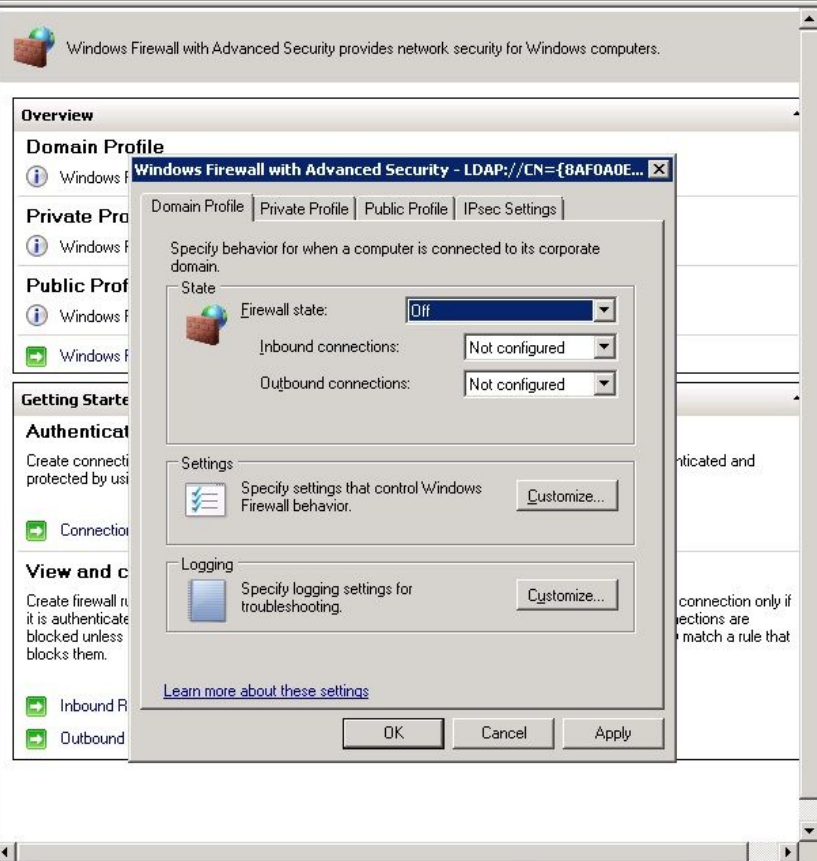 Windows Firewall with Advanced Security provides network security for Windows computers.
Overview
Domain Profile
Windows F
Private Pro
Windows F
Public Prof
Windows F
Windows F
Getting Starte
Authenticat
Create connecti
nticated and
protected by usi
Connection
View and c
Create firewall ru
connection only if
it is authenticate
ections are
blocked unless
match a rule that
blocks them.
Inbound R
Outbound
Windows Firewall with Advanced Security - LDAP://CN={8AF0A0E...
Domain Profile
Private Profile
Public Profile
IPsec Settings
Specify behavior for when a computer is connected to its corporate
domain.
State
Firewall state:
Off
Inbound connections:
Not configured
Outbound connections:
Not configured
Settings
Specify settings that control Windows
Firewall behavior.
Customize...
Logging
Specify logging settings for
troubleshooting.
Customize...
Learn more about these settings
OK
Cancel
Apply